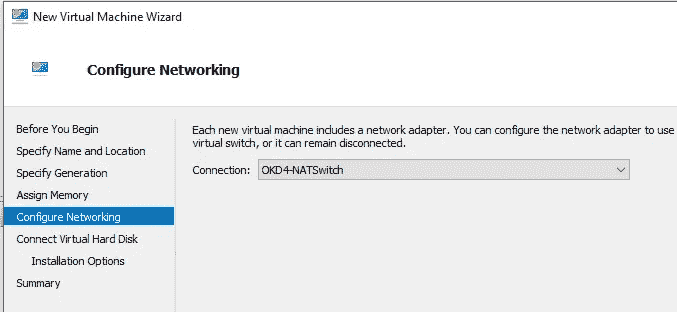 New Virtual Machine Wizard
Configure Networking
Before You Begin
Specify Name and Location
Specify Generation
Assign Memory
Configure Networking
Connect Virtual Hard Disk
Installation Options
Summary
Each new virtual machine includes a network adapter. You can configure the network adapter to use
virtual switch, or it can remain disconnected.
Connection: OKD4-NATSwitch